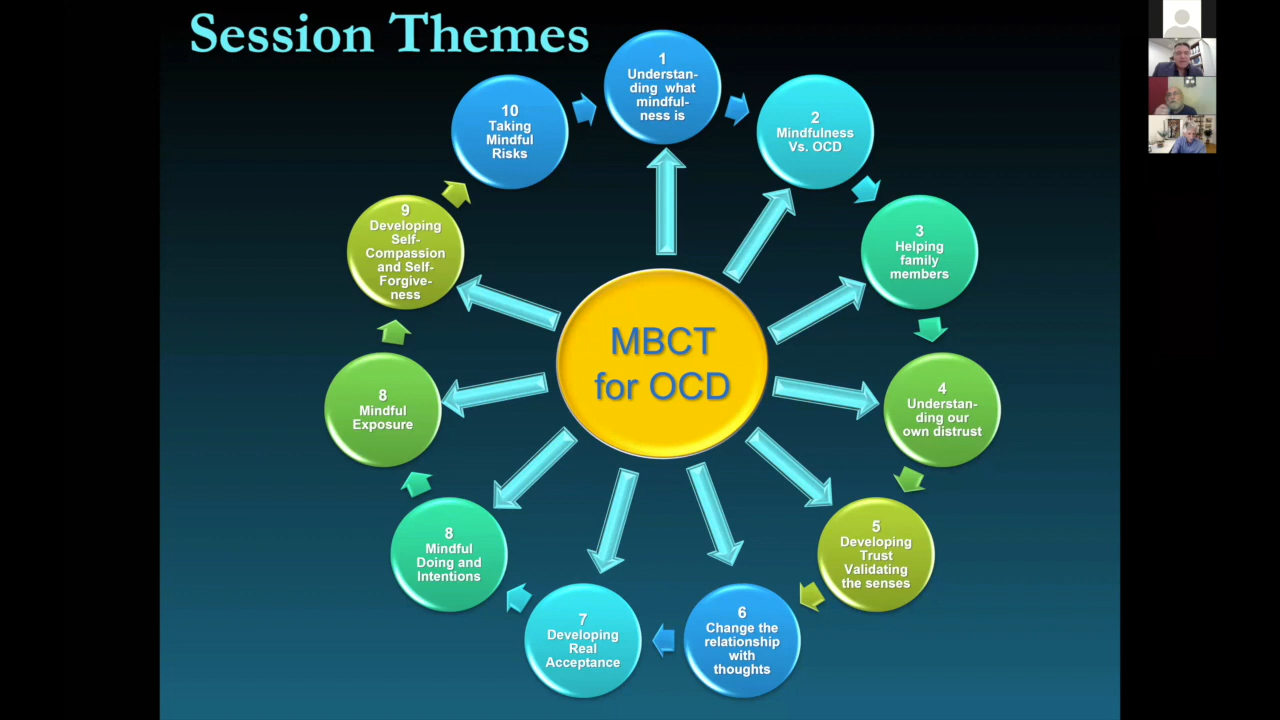 Session Themes
1
Understan-
ding what
mindful-
ness is
2
Mindfulness
Vs. OCD
3
Helping
family
members
4
Understan-
ding our
own distrust
5
Developing
Trust
Validating
the senses
6
Change the
relationship
with
thoughts
7
Developing
Real
Acceptance
8
Mindful
Doing and
Intentions
8
Mindful
Exposure
9
Developing
Self-
Compassion
and Self-
Forgive-
ness
10
Taking
Mindful
Risks
MBCT
for OCD